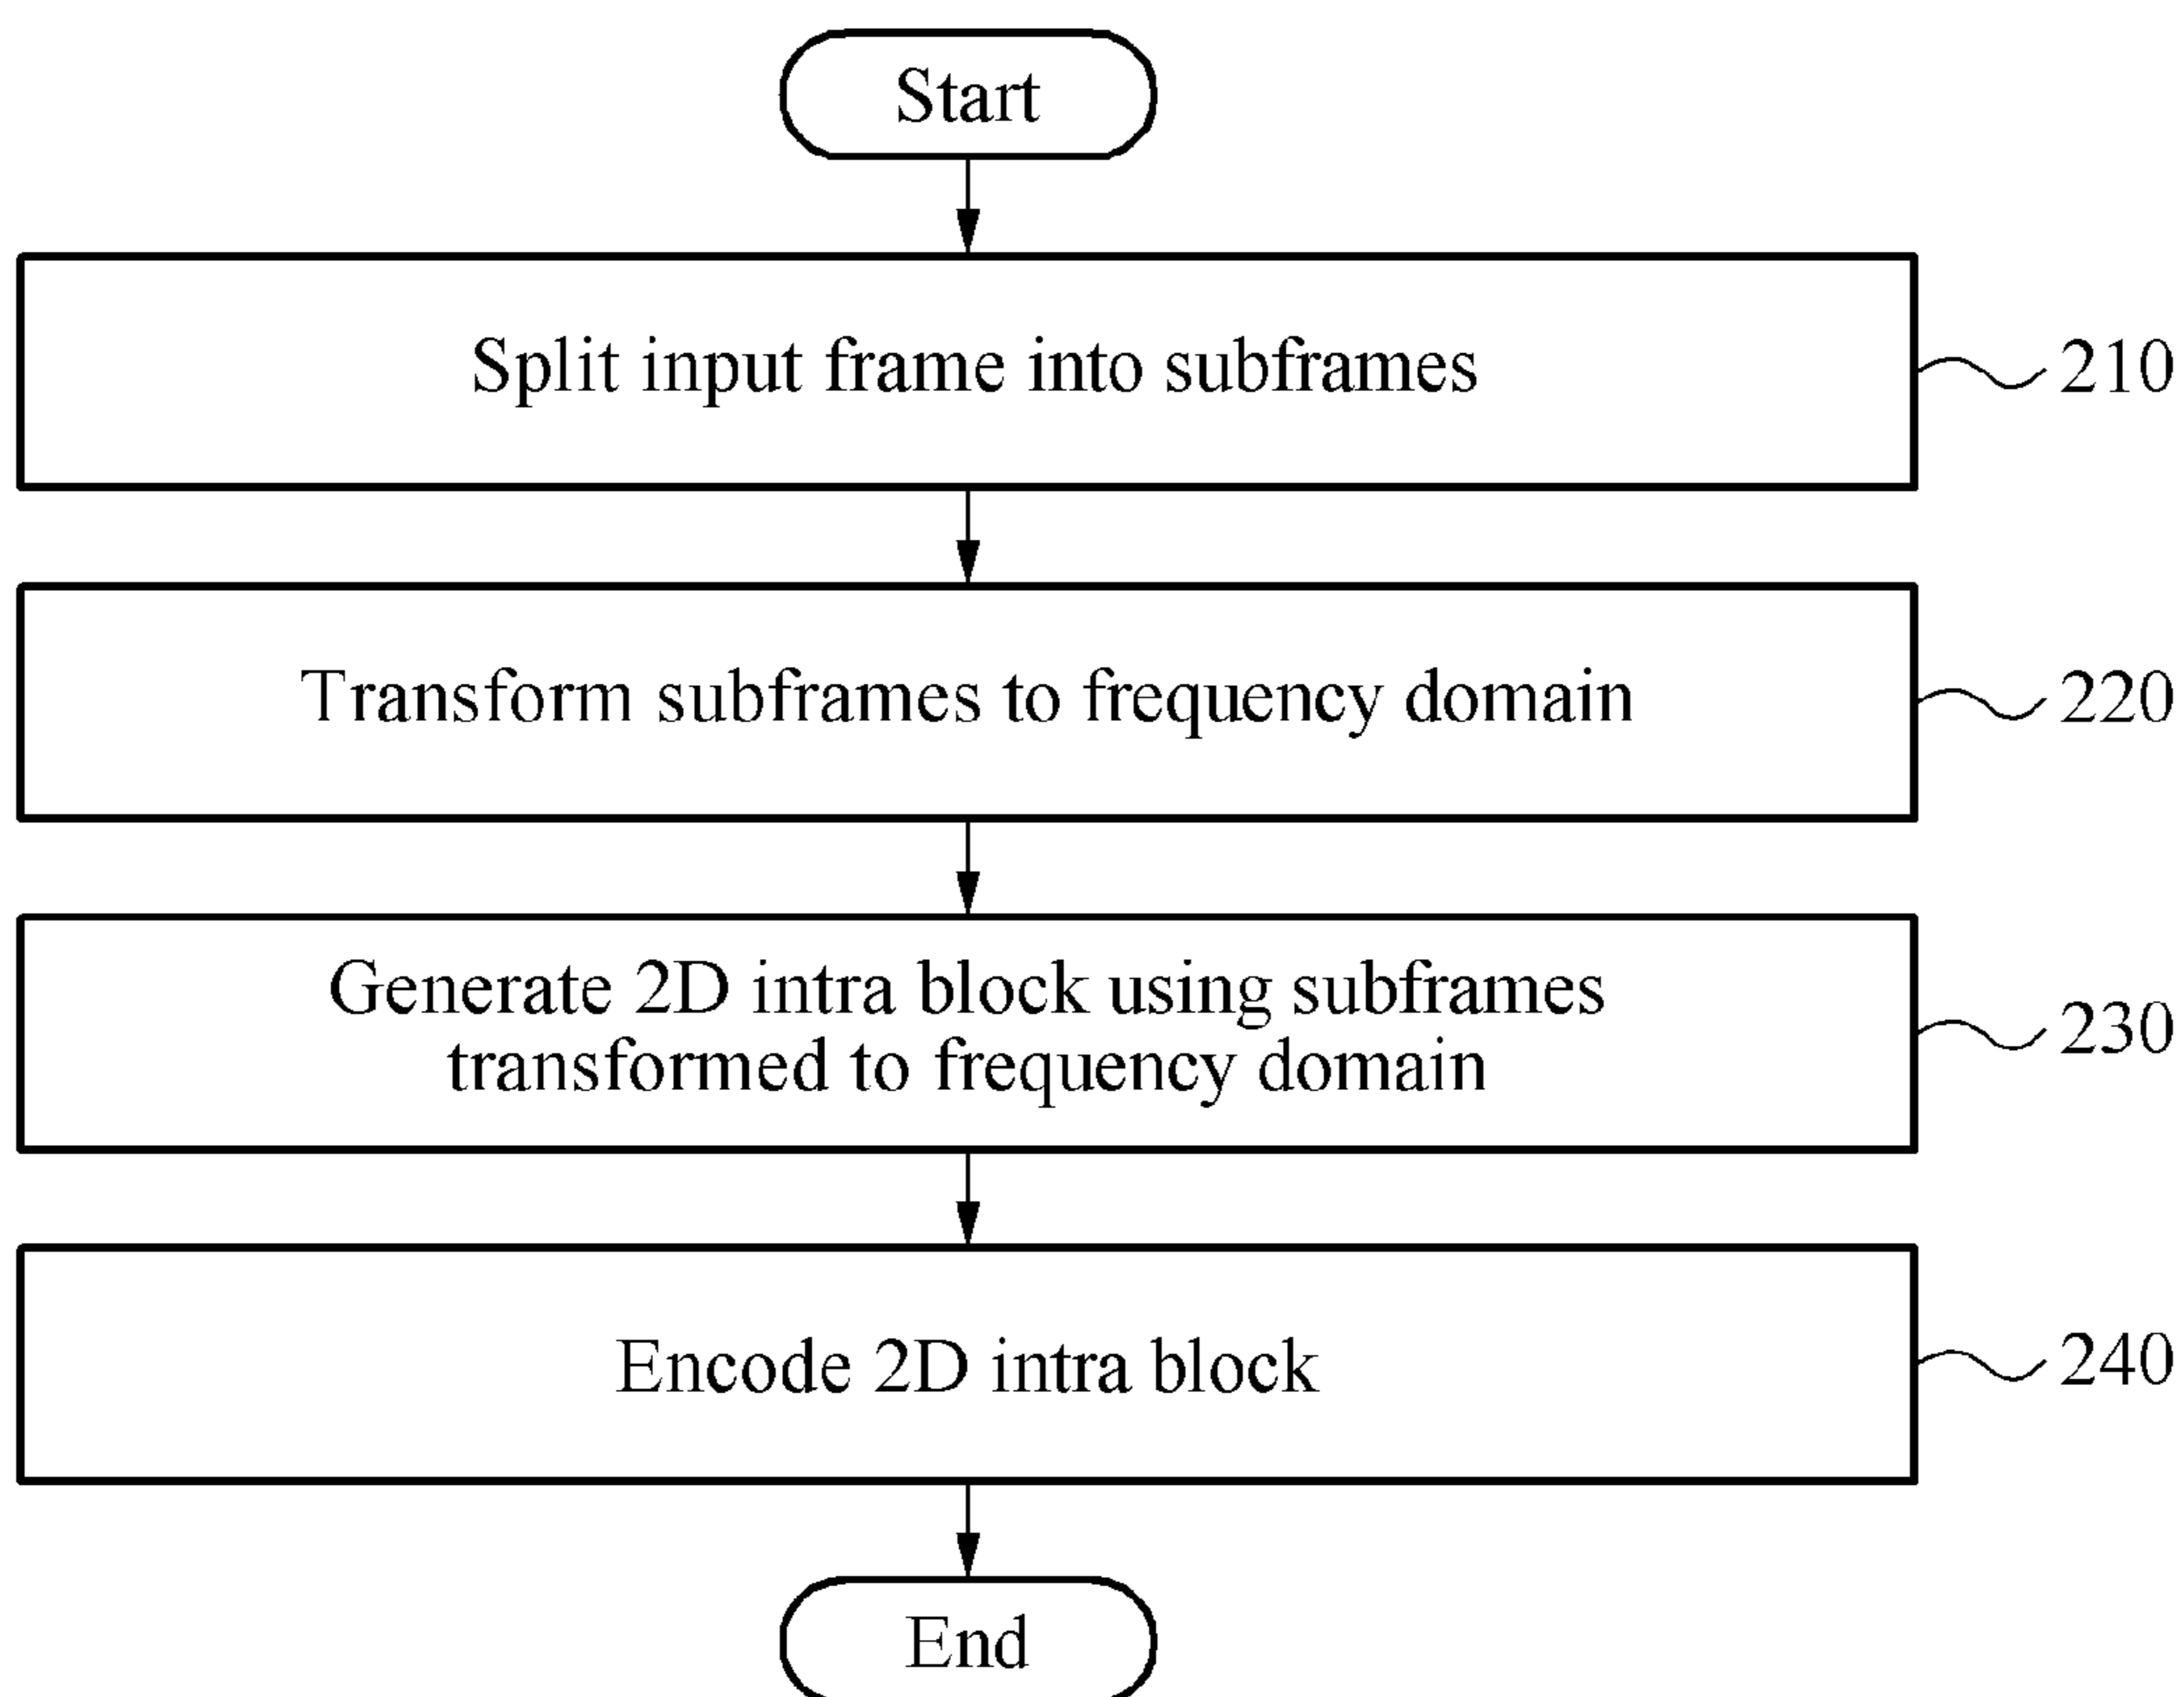 Start
Split input frame into subframes
210
Transform subframes to frequency domain
220
Generate 2D intra block using subframes
transformed to frequency domain
230
Encode 2D intra block
240
End